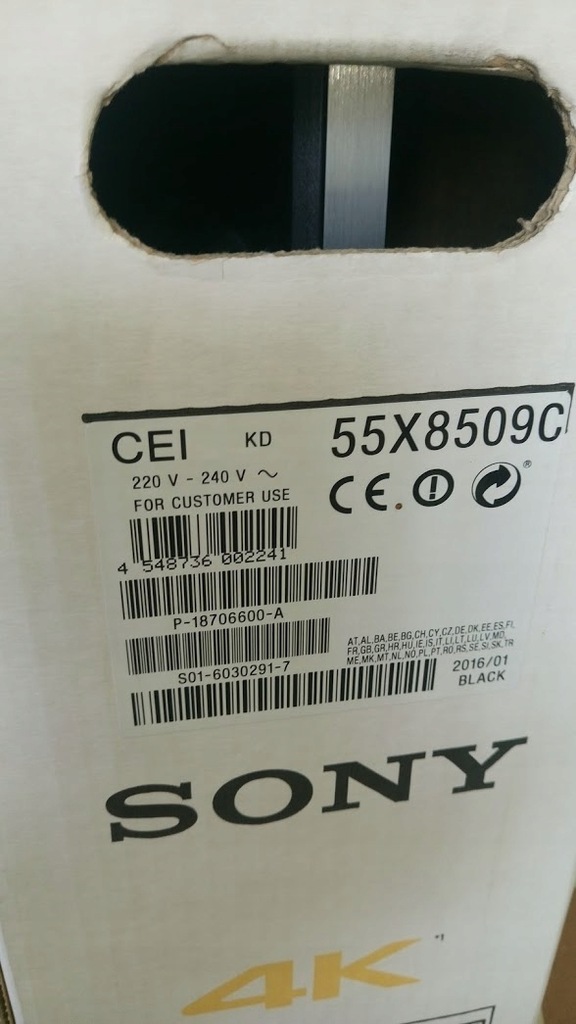 CEI KD 55X8509C
220 V - 240 V ~
FOR CUSTOMER USE
CE
4 548736 002241
P-18706600-A
S01-6030291-7
AT,AL,BA,BE,BG,CH,CY,CZ,DE,DK,EE,ES,FI,
FR,GB,GR,HR,HU,IE,IS,IT,LI,LT,LU,LV,MD,
ME,MK,MT,NL,NO,PL,PT,RO,RS,SE,SI,SK,TR
2016/01
BLACK
SONY
4K *1